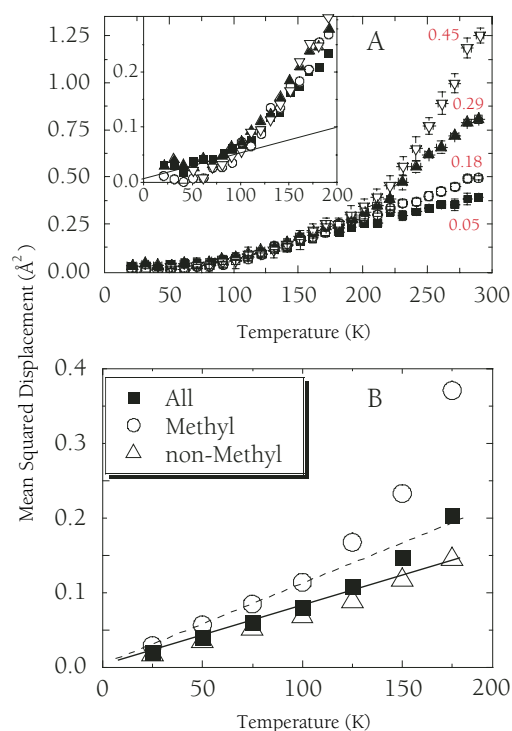 A
0.45
0.29
0.18
0.05
1.25
1.00
0.75
0.50
0.25
0.00
0.2
0.1
0.0
0 50 100 150 200
0 50 100 150 200 250 300
Temperature (K)
Mean Squared Displacement (Å²)
B
All
Methyl
non-Methyl
0.4
0.3
0.2
0.1
0.0
0 50 100 150 200
Temperature (K)